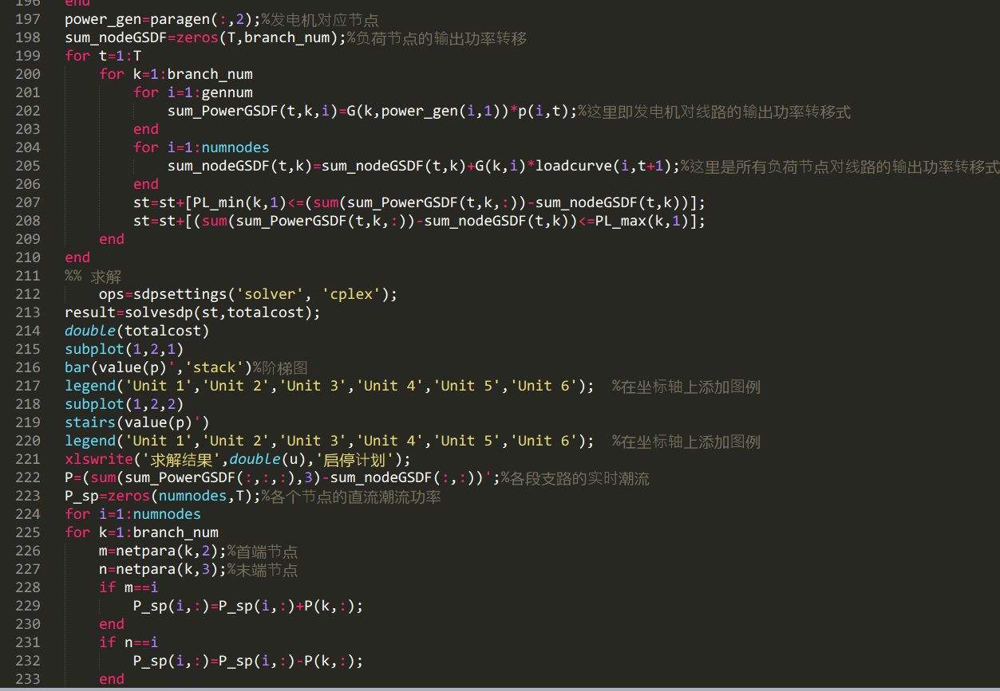 196 end
197 power_gen=paragen(:,2);%发电机对应节点
198 sum_nodeGSDF=zeros(T,branch_num);%负荷节点的输出功率转移
199 for t=1:T
200 for k=1:branch_num
201 for i=1:gennum
202 sum_PowerGSDF(t,k,i)=G(k,power_gen(i,1))*p(i,t);%这里即发电机对线路的输出功率转移式
203 end
204 for i=1:numnodes
205 sum_nodeGSDF(t,k)=sum_nodeGSDF(t,k)+G(k,i)*loadcurve(i,t+1);%这里是所有负荷节点对线路的输出功率转移式
206 end
207 st=st+[PL_min(k,1)<=(sum(sum_PowerGSDF(t,k,:))-sum_nodeGSDF(t,k))];
208 st=st+[(sum(sum_PowerGSDF(t,k,:))-sum_nodeGSDF(t,k))<=PL_max(k,1)];
209 end
210 end
211 %% 求解
212 ops=sdpsettings('solver', 'cplex');
213 result=solvesdp(st,totalcost);
214 double(totalcost)
215 subplot(1,2,1)
216 bar(value(p)','stack')%阶梯图
217 legend('Unit 1','Unit 2','Unit 3','Unit 4','Unit 5','Unit 6'); %在坐标轴上添加图例
218 subplot(1,2,2)
219 stairs(value(p)')
220 legend('Unit 1','Unit 2','Unit 3','Unit 4','Unit 5','Unit 6'); %在坐标轴上添加图例
221 xlswrite('求解结果',double(u),'启停计划');
222 P=(sum(sum_PowerGSDF(:,:,:),3)-sum_nodeGSDF(:,:))';%各段支路的实时潮流
223 P_sp=zeros(numnodes,T);%各个节点的直流潮流功率
224 for i=1:numnodes
225 for k=1:branch_num
226 m=netpara(k,2);%首端节点
227 n=netpara(k,3);%末端节点
228 if m==i
229 P_sp(i,:)=P_sp(i,:)+P(k,:);
230 end
231 if n==i
232 P_sp(i,:)=P_sp(i,:)-P(k,:);
233 end